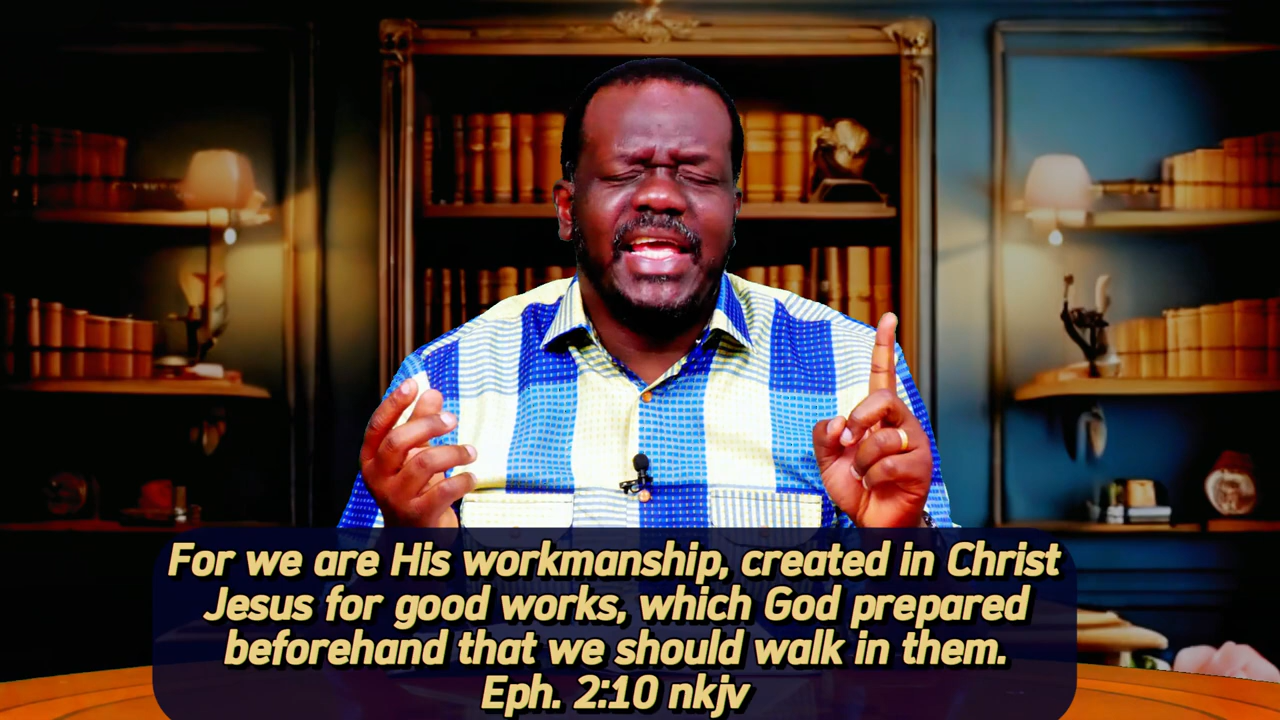 For we are His workmanship, created in Christ
Jesus for good works, which God prepared
beforehand that we should walk in them.
Eph. 2:10 nkjv